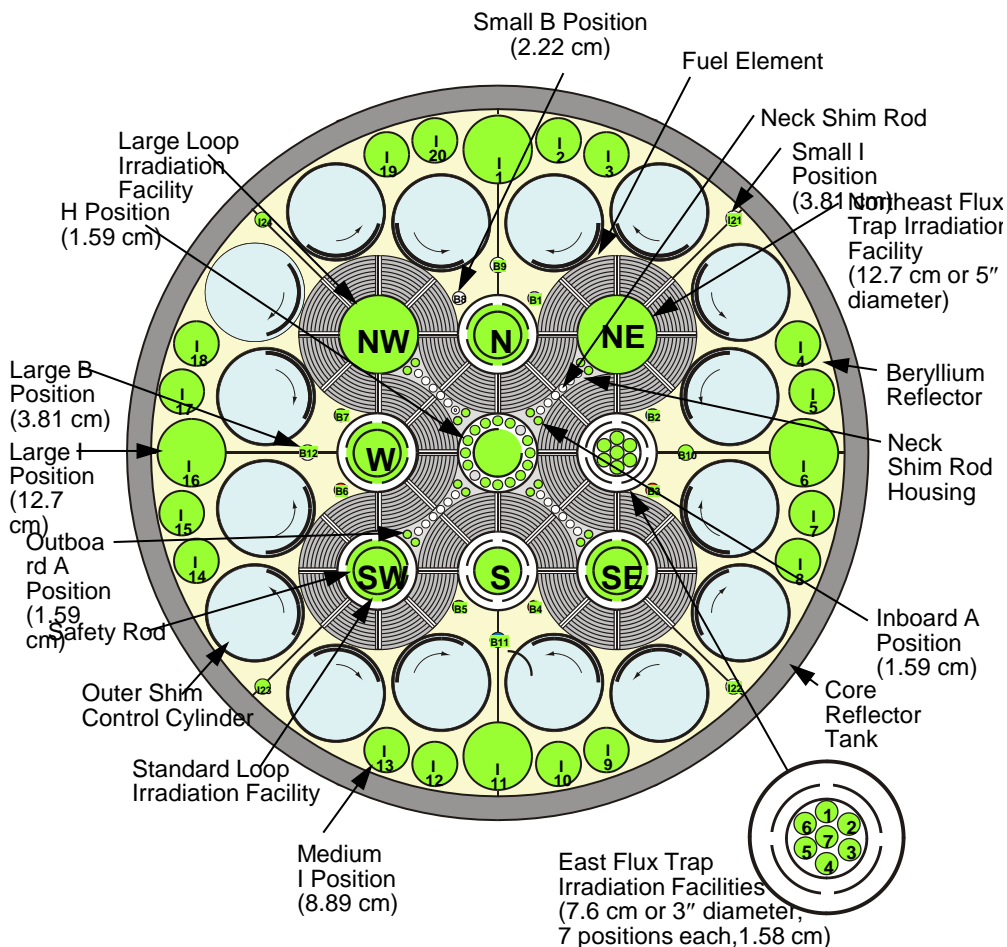 Small B Position
(2.22 cm)
Fuel Element
Neck Shim Rod
Large Loop
Irradiation
Facility
Small I
Position
(3.81 cm)
H Position
(1.59 cm)
Northeast Flux
Trap Irradiation
Facility
(12.7 cm or 5″
diameter)
I
20
I
1
I
2
I
19
I
3
I24
I21
B9
B8
B1
NW
N
NE
I
18
I
4
Large B
Position
(3.81 cm)
Beryllium
Reflector
I
17
I
5
B7
B2
Large I
Position
(12.7
cm)
I
16
B12
W
B10
I
6
Neck
Shim Rod
Housing
B6
B3
I
15
I
7
Outboa
rd A
Position
(1.59
cm)
I
14
I
8
SW
S
SE
Safety Rod
B5
B4
Inboard A
Position
(1.59 cm)
B11
I23
I22
Outer Shim
Control Cylinder
Core
Reflector
Tank
I
13
I
12
I
11
I
10
I
9
Standard Loop
Irradiation Facility
Medium
I Position
(8.89 cm)
1
6
2
7
5
3
4
East Flux Trap
Irradiation Facilities
(7.6 cm or 3″ diameter,
7 positions each,1.58 cm)